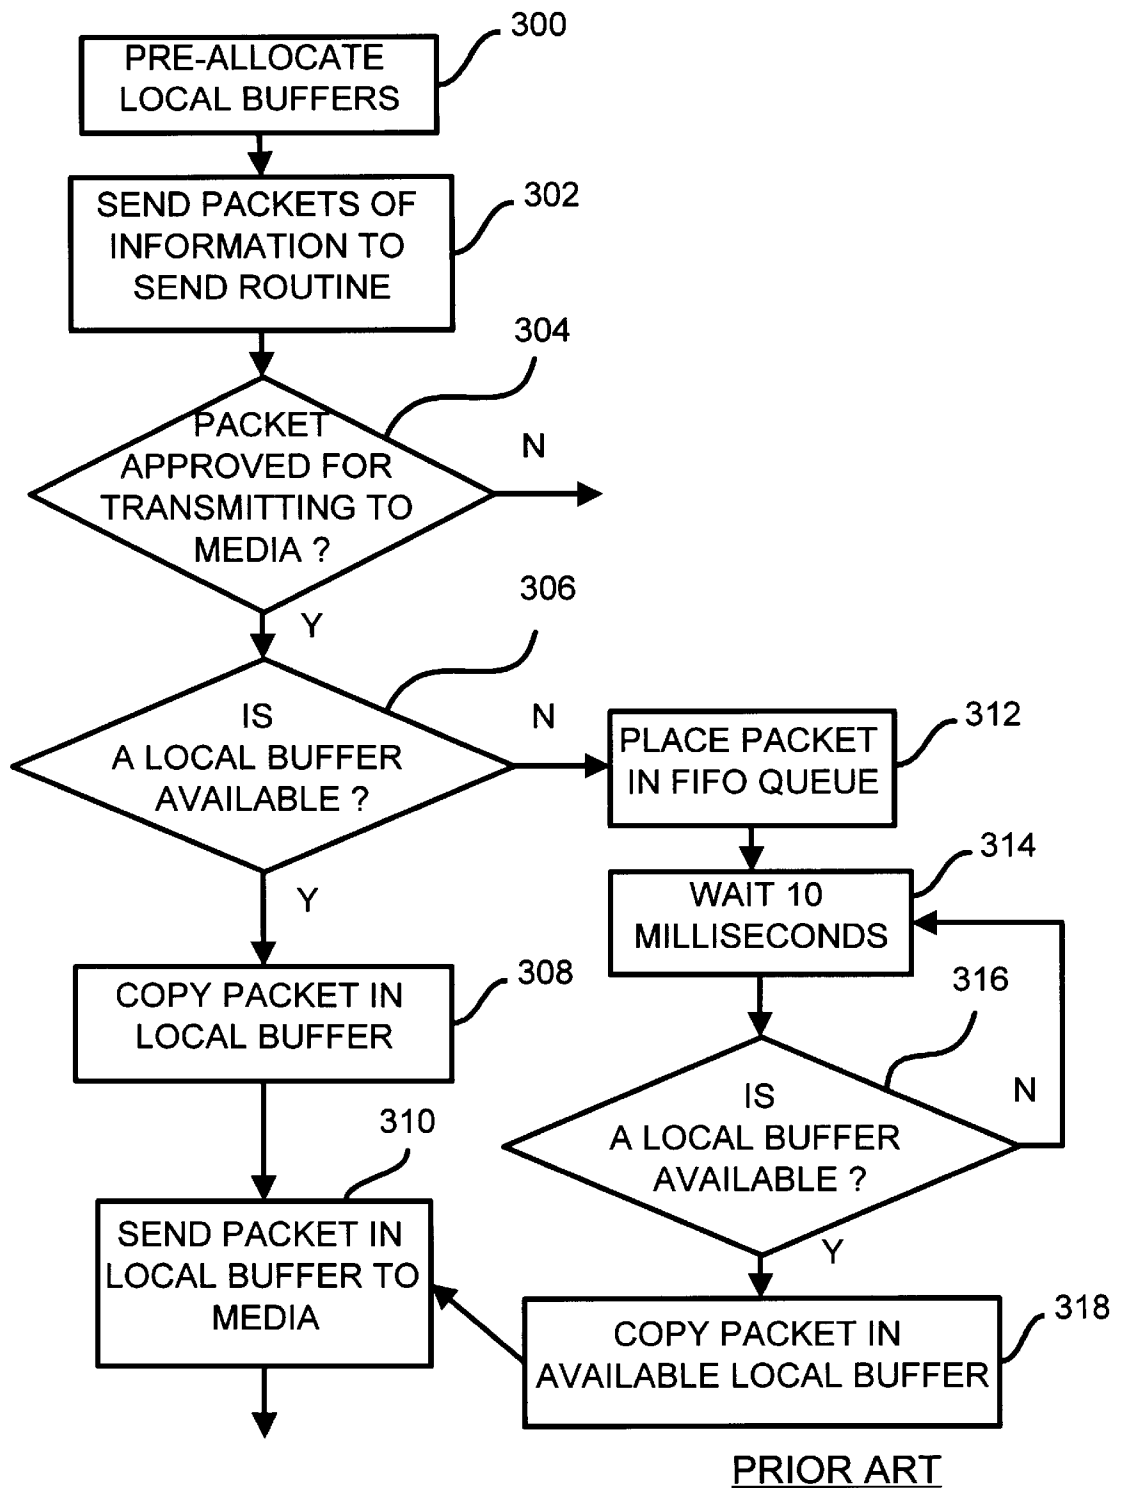 300
PRE-ALLOCATE
LOCAL BUFFERS
302
SEND PACKETS OF
INFORMATION TO
SEND ROUTINE
304
PACKET
APPROVED FOR
TRANSMITTING TO
MEDIA ?
N
Y
306
IS
A LOCAL BUFFER
AVAILABLE ?
N
Y
312
PLACE PACKET
IN FIFO QUEUE
314
WAIT 10
MILLISECONDS
308
COPY PACKET IN
LOCAL BUFFER
316
IS
A LOCAL BUFFER
AVAILABLE ?
N
Y
310
SEND PACKET IN
LOCAL BUFFER TO
MEDIA
318
COPY PACKET IN
AVAILABLE LOCAL BUFFER
PRIOR ART